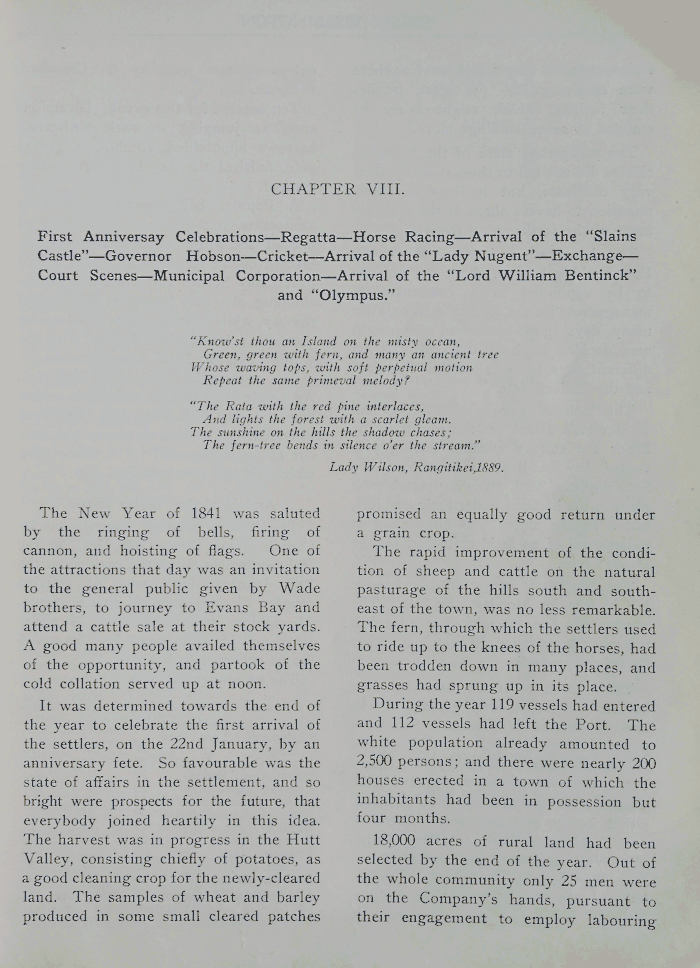 CHAPTER VIII.
First Anniversay Celebrations—Regatta—Horse Racing—Arrival of the “Slains
Castle”—Governor Hobson—Cricket—Arrival of the “Lady Nugent”—Exchange—
Court Scenes—Municipal Corporation—Arrival of the “Lord William Bentinck”
and “Olympus.”
“Know'st thou an Island on the misty ocean,
Green, green with fern, and many an ancient tree
Whose waving tops, with soft perpetual motion
Repeat the same primeval melody?
“The Rata with the red pine interlaces,
And lights the forest with a scarlet gleam.
The sunshine on the hills the shadow chases;
The fern-tree bends in silence o'er the stream.”
Lady Wilson, Rangitikei,1889.
The New Year of 1841 was saluted
by the ringing of bells, firing of
cannon, and hoisting of flags. One of
the attractions that day was an invitation
to the general public given by Wade
brothers, to journey to Evans Bay and
attend a cattle sale at their stock yards.
A good many people availed themselves
of the opportunity, and partook of the
cold collation served up at noon.
It was determined towards the end of
the year to celebrate the first arrival of
the settlers, on the 22nd January, by an
anniversary fete. So favourable was the
state of affairs in the settlement, and so
bright were prospects for the future, that
everybody joined heartily in this idea.
The harvest was in progress in the Hutt
Valley, consisting chiefly of potatoes, as
a good cleaning crop for the newly-cleared
land. The samples of wheat and barley
produced in some small cleared patches
promised an equally good return under
a grain crop.
The rapid improvement of the condi-
tion of sheep and cattle on the natural
pasturage of the hills south and south-
east of the town, was no less remarkable.
The fern, through which the settlers used
to ride up to the knees of the horses, had
been trodden down in many places, and
grasses had sprung up in its place.
During the year 119 vessels had entered
and 112 vessels had left the Port. The
white population already amounted to
2,500 persons; and there were nearly 200
houses erected in a town of which the
inhabitants had been in possession but
four months.
18,000 acres of rural land had been
selected by the end of the year. Out of
the whole community only 25 men were
on the Company's hands, pursuant to
their engagement to employ labouring